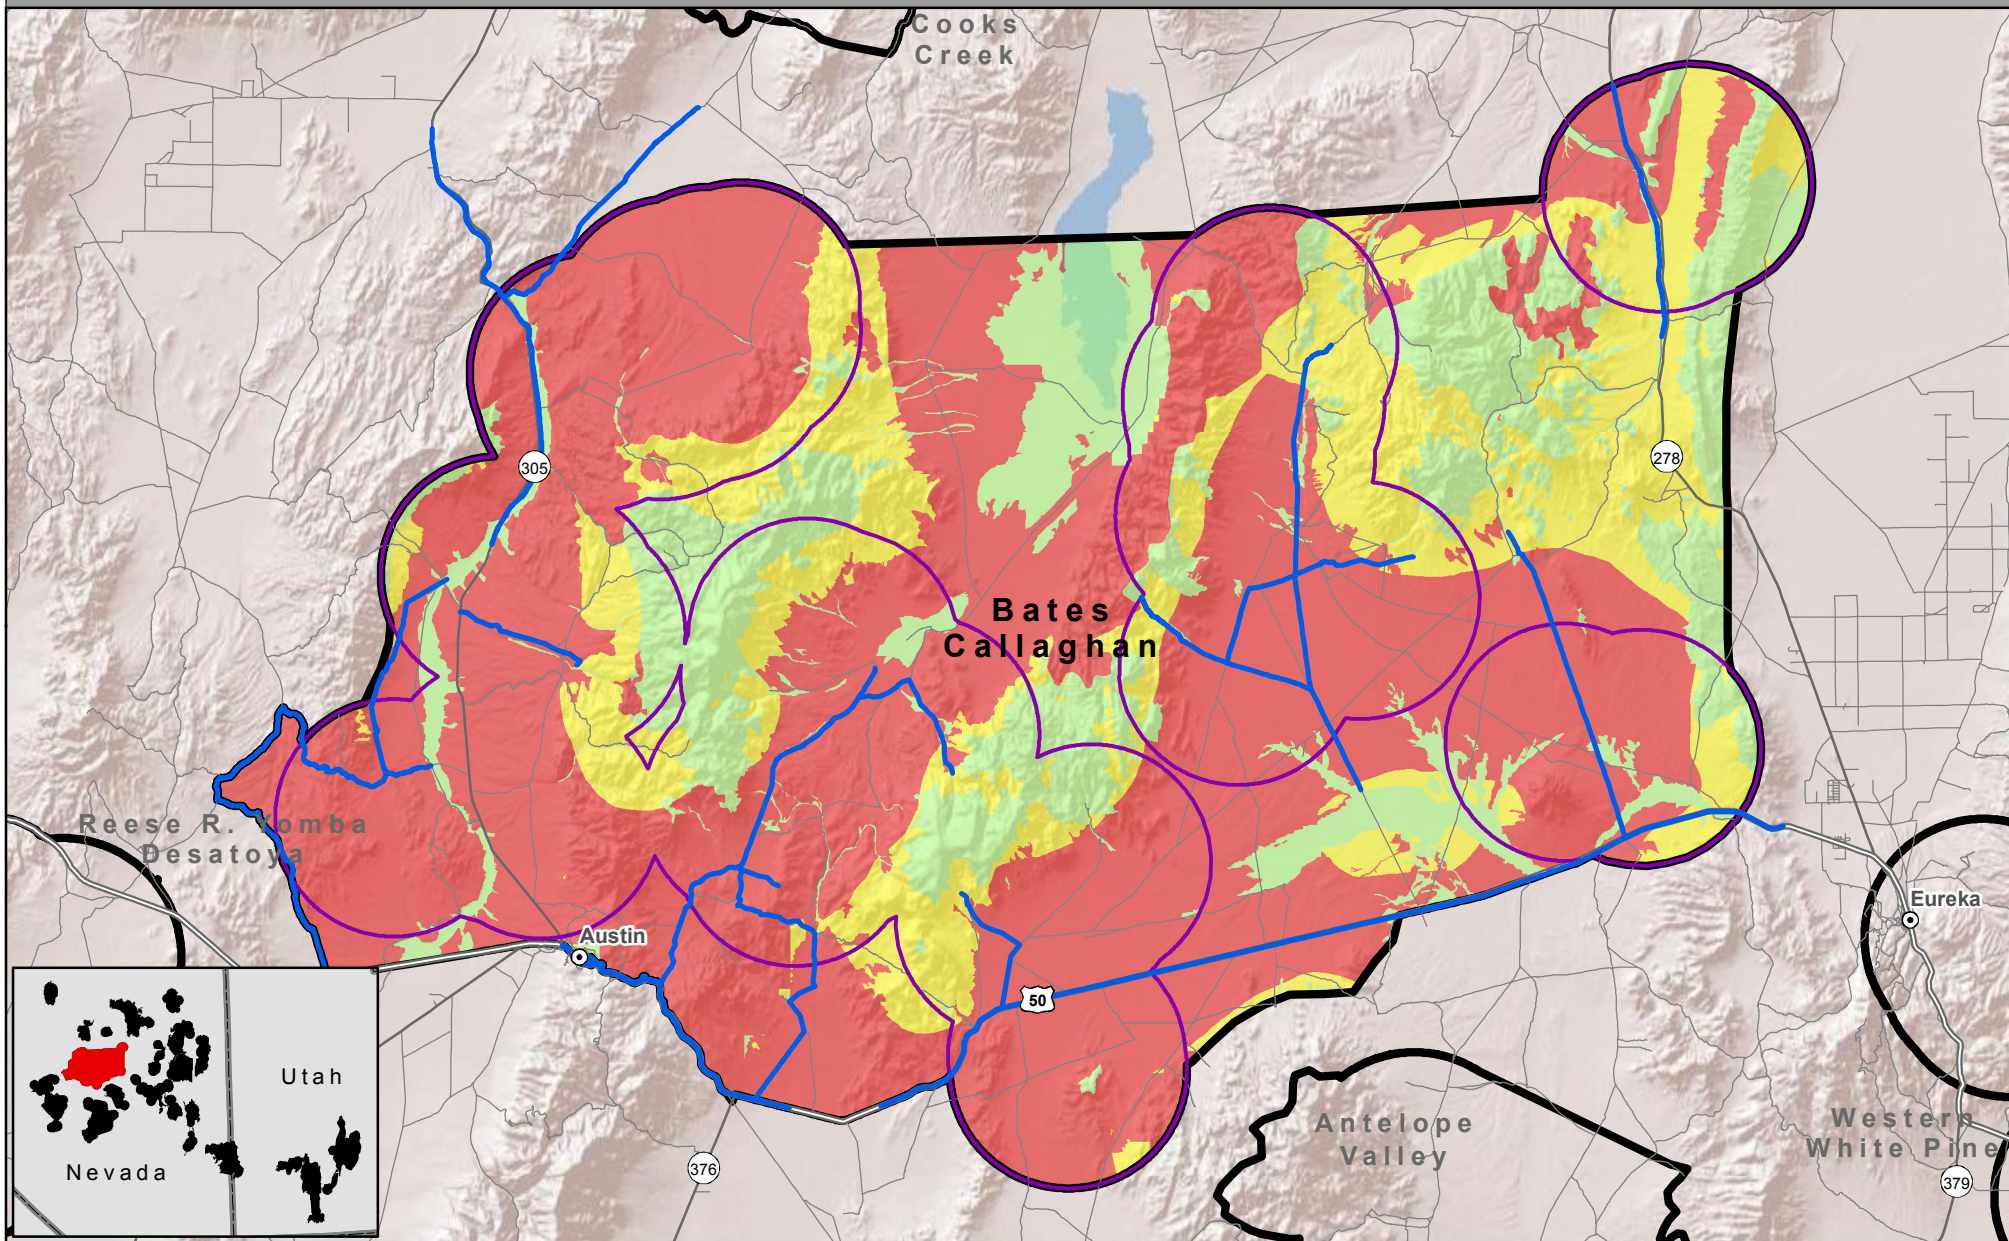 Cooks
Creek
305
278
Bates
Callaghan
Reese R. Yomba
Desatoya
Austin
Eureka
50
Utah
Nevada
376
Antelope
Valley
Western
White Pine
379